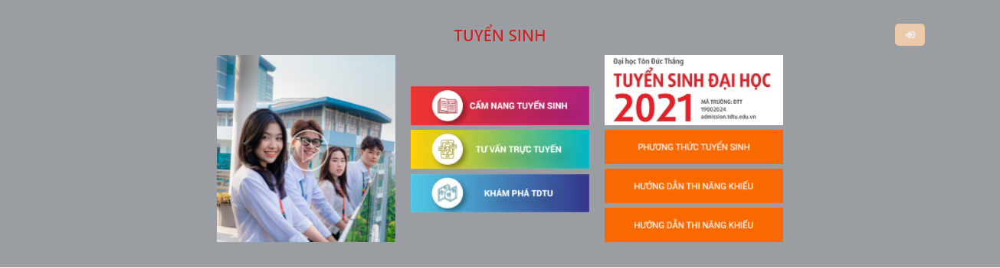 TUYỂN SINH
CẨM NANG TUYỂN SINH
TƯ VẤN TRỰC TUYẾN
KHÁM PHÁ TDTU
Đại học Tôn Đức Thắng
TUYỂN SINH ĐẠI HỌC
2021
MÃ TRƯỜNG: DTT
19002024
admission.tdtu.edu.vn
PHƯƠNG THỨC TUYỂN SINH
HƯỚNG DẪN THI NĂNG KHIẾU
HƯỚNG DẪN THI NĂNG KHIẾU